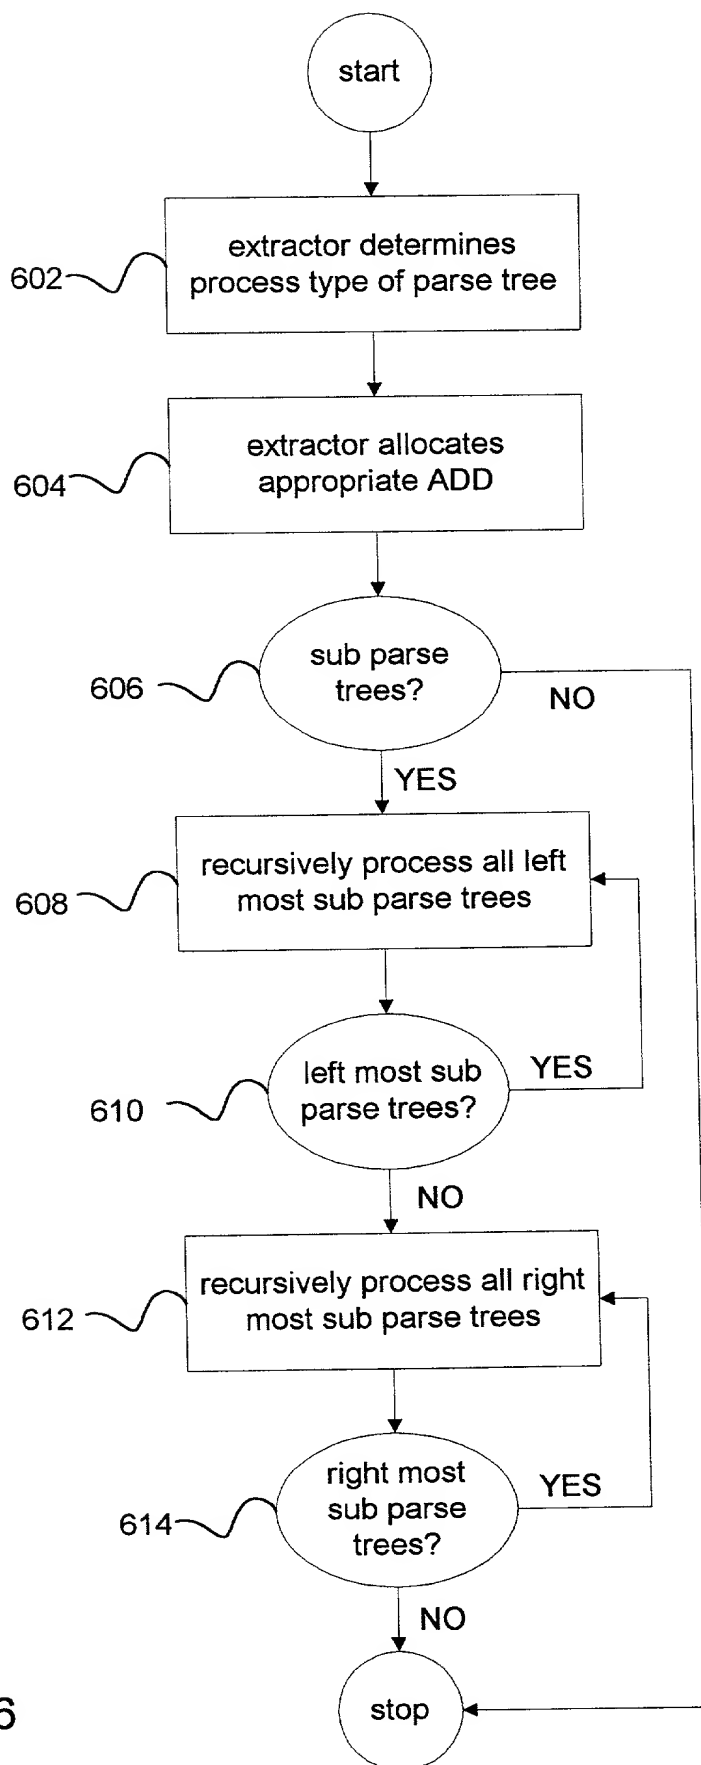 start
extractor determines
process type of parse tree
602
extractor allocates
appropriate ADD
604
sub parse
trees?
606
NO
YES
recursively process all left
most sub parse trees
608
left most sub
parse trees?
YES
610
NO
recursively process all right
most sub parse trees
612
right most
sub parse
trees?
YES
614
NO
stop
6